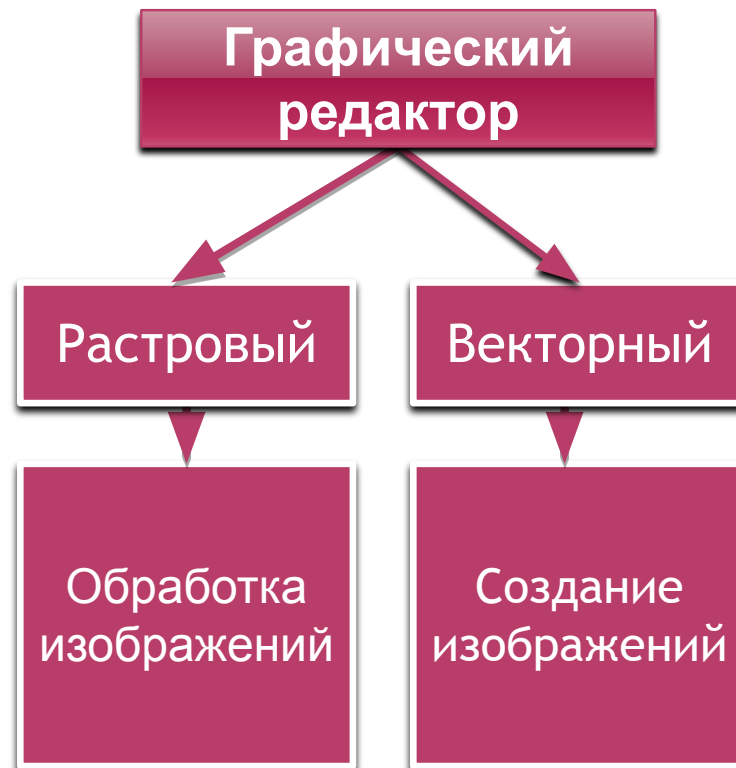 Графический
редактор
Растровый
Векторный
Обработка
изображений
Создание
изображений